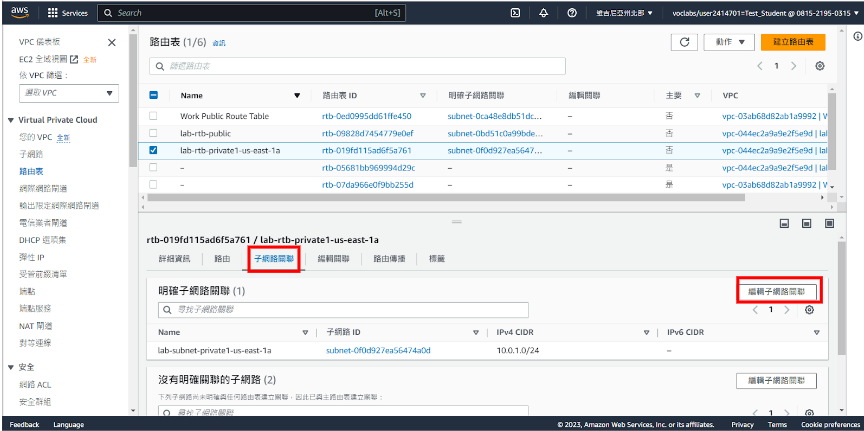 aws Services Search [Alt+S] 維吉尼亞州北部 voclabs/user2414701=Test_Student @ 0815-2195-0315
VPC 儀表板
EC2 全域視圖 全新
依 VPC 篩選：
選取 VPC
Virtual Private Cloud
您的 VPC 全新
子網路
路由表
網際網路閘道
輸出限定網際網路閘道
電信業者閘道
DHCP 選項集
彈性 IP
受管前綴清單
端點
端點服務
NAT 閘道
對等連線
安全
網路 ACL
安全群組
路由表 (1/6) 資訊
動作
建立路由表
篩選路由表
1
Name 路由表 ID 明確子網路關聯 邊緣關聯 主要 VPC
Work Public Route Table rtb-0ed0995dd61ffe450 subnet-0ca48e8db51dc... – 否 vpc-03ab68d82ab1a9992 | W
lab-rtb-public rtb-09828d7454779e0ef subnet-0bd51c0a99bde... – 否 vpc-044ec2a9a9e2f5e9d | lal
lab-rtb-private1-us-east-1a rtb-019fd115ad6f5a761 subnet-0f0d927ea5647... – 否 vpc-044ec2a9a9e2f5e9d | lal
– rtb-05681bb969994d29c – – 是 vpc-044ec2a9a9e2f5e9d | lal
– rtb-07da966e0f9bb255d – – 是 vpc-03ab68d82ab1a9992 | W
rtb-019fd115ad6f5a761 / lab-rtb-private1-us-east-1a
詳細資訊 路由 子網路關聯 邊緣關聯 路由傳播 標籤
明確子網路關聯 (1)
編輯子網路關聯
尋找子網路關聯
1
Name 子網路 ID IPv4 CIDR IPv6 CIDR
lab-subnet-private1-us-east-1a subnet-0f0d927ea56474a0d 10.0.1.0/24 –
沒有明確關聯的子網路 (2)
編輯子網路關聯
下列子網路尚未明確與任何路由表建立關聯，因此已與主路由表建立關聯：
尋找子網路關聯
1
Feedback Language © 2023, Amazon Web Services, Inc. or its affiliates. Privacy Terms Cookie preferences